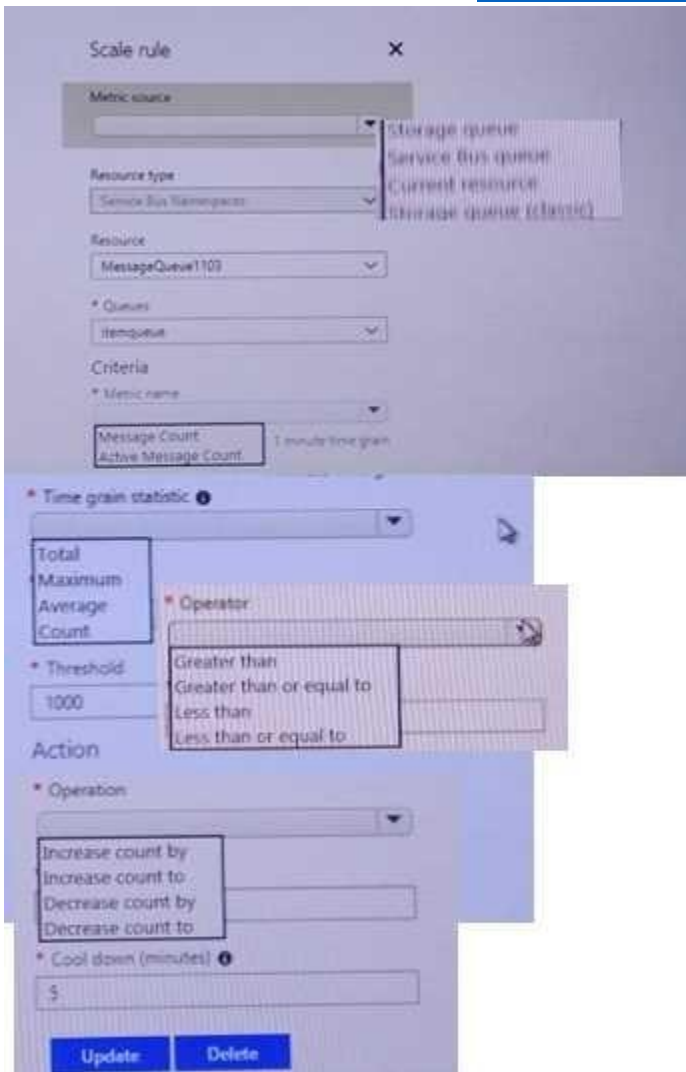 Scale rule
Metric source
Storage queue
Service Bus queue
Current resource
Storage queue (classic)
Resource type
Service Bus Namespaces
Resource
MessageQueue1103
* Queues
itemqueue
Criteria
* Metric name
Message Count
Active Message Count
1 minute time grain
* Time grain statistic
Total
Maximum
Average
Count
* Operator
Greater than
Greater than or equal to
Less than
Less than or equal to
* Threshold
1000
Action
* Operation
Increase count by
Increase count to
Decrease count by
Decrease count to
* Cool down (minutes)
5
Update
Delete